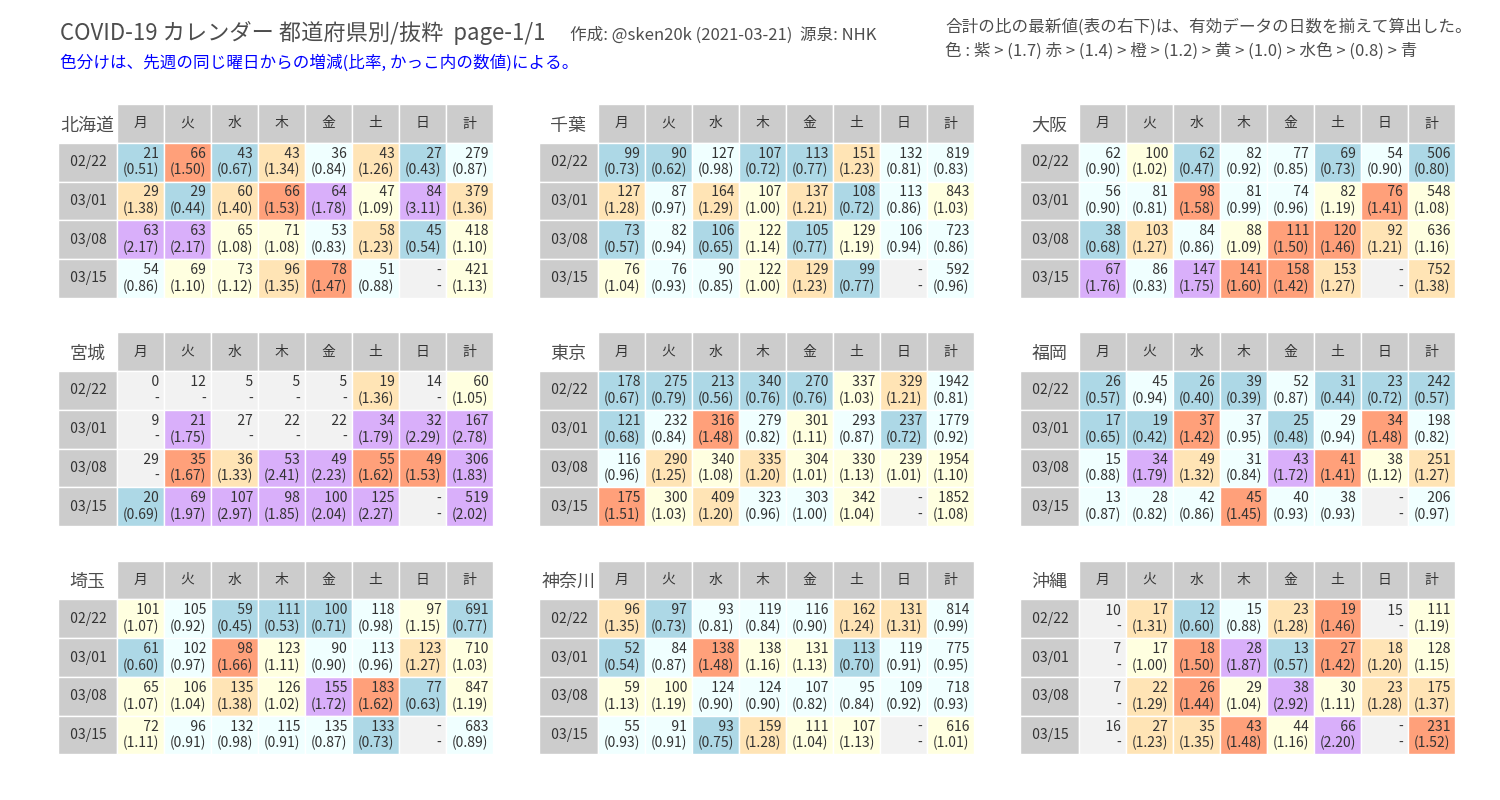 COVID-19 カレンダー 都道府県別/抜粋 page-1/1 作成: @sken20k (2021-03-21) 源泉: NHK
合計の比の最新値(表の右下)は、有効データの日数を揃えて算出した。
色分けは、先週の同じ曜日からの増減(比率, かっこ内の数値)による。
色 : 紫 > (1.7) 赤 > (1.4) > 橙 > (1.2) > 黄 > (1.0) > 水色 > (0.8) > 青
北海道 月 火 水 木 金 土 日 計
02/22 21 66 43 43 36 43 27 279
(0.51) (1.50) (0.67) (1.34) (0.84) (1.26) (0.43) (0.87)
03/01 29 29 60 66 64 47 84 379
(1.38) (0.44) (1.40) (1.53) (1.78) (1.09) (3.11) (1.36)
03/08 63 63 65 71 53 58 45 418
(2.17) (2.17) (1.08) (1.08) (0.83) (1.23) (0.54) (1.10)
03/15 54 69 73 96 78 51 - 421
(0.86) (1.10) (1.12) (1.35) (1.47) (0.88) - (1.13)
千葉 月 火 水 木 金 土 日 計
02/22 99 90 127 107 113 151 132 819
(0.73) (0.62) (0.98) (0.72) (0.77) (1.23) (0.81) (0.83)
03/01 127 87 164 107 137 108 113 843
(1.28) (0.97) (1.29) (1.00) (1.21) (0.72) (0.86) (1.03)
03/08 73 82 106 122 105 129 106 723
(0.57) (0.94) (0.65) (1.14) (0.77) (1.19) (0.94) (0.86)
03/15 76 76 90 122 129 99 - 592
(1.04) (0.93) (0.85) (1.00) (1.23) (0.77) - (0.96)
大阪 月 火 水 木 金 土 日 計
02/22 62 100 62 82 77 69 54 506
(0.90) (1.02) (0.47) (0.92) (0.85) (0.73) (0.90) (0.80)
03/01 56 81 98 81 74 82 76 548
(0.90) (0.81) (1.58) (0.99) (0.96) (1.19) (1.41) (1.08)
03/08 38 103 84 88 111 120 92 636
(0.68) (1.27) (0.86) (1.09) (1.50) (1.46) (1.21) (1.16)
03/15 67 86 147 141 158 153 - 752
(1.76) (0.83) (1.75) (1.60) (1.42) (1.27) - (1.38)
宮城 月 火 水 木 金 土 日 計
02/22 0 12 5 5 5 19 14 60
- - - - - (1.36) - (1.05)
03/01 9 21 27 22 22 34 32 167
- (1.75) - - - (1.79) (2.29) (2.78)
03/08 29 35 36 53 49 55 49 306
- (1.67) (1.33) (2.41) (2.23) (1.62) (1.53) (1.83)
03/15 20 69 107 98 100 125 - 519
(0.69) (1.97) (2.97) (1.85) (2.04) (2.27) - (2.02)
東京 月 火 水 木 金 土 日 計
02/22 178 275 213 340 270 337 329 1942
(0.67) (0.79) (0.56) (0.76) (0.76) (1.03) (1.21) (0.81)
03/01 121 232 316 279 301 293 237 1779
(0.68) (0.84) (1.48) (0.82) (1.11) (0.87) (0.72) (0.92)
03/08 116 290 340 335 304 330 239 1954
(0.96) (1.25) (1.08) (1.20) (1.01) (1.13) (1.01) (1.10)
03/15 175 300 409 323 303 342 - 1852
(1.51) (1.03) (1.20) (0.96) (1.00) (1.04) - (1.08)
福岡 月 火 水 木 金 土 日 計
02/22 26 45 26 39 52 31 23 242
(0.57) (0.94) (0.40) (0.39) (0.87) (0.44) (0.72) (0.57)
03/01 17 19 37 37 25 29 34 198
(0.65) (0.42) (1.42) (0.95) (0.48) (0.94) (1.48) (0.82)
03/08 15 34 49 31 43 41 38 251
(0.88) (1.79) (1.32) (0.84) (1.72) (1.41) (1.12) (1.27)
03/15 13 28 42 45 40 38 - 206
(0.87) (0.82) (0.86) (1.45) (0.93) (0.93) - (0.97)
埼玉 月 火 水 木 金 土 日 計
02/22 101 105 59 111 100 118 97 691
(1.07) (0.92) (0.45) (0.53) (0.71) (0.98) (1.15) (0.77)
03/01 61 102 98 123 90 113 123 710
(0.60) (0.97) (1.66) (1.11) (0.90) (0.96) (1.27) (1.03)
03/08 65 106 135 126 155 183 77 847
(1.07) (1.04) (1.38) (1.02) (1.72) (1.62) (0.63) (1.19)
03/15 72 96 132 115 135 133 - 683
(1.11) (0.91) (0.98) (0.91) (0.87) (0.73) - (0.89)
神奈川 月 火 水 木 金 土 日 計
02/22 96 97 93 119 116 162 131 814
(1.35) (0.73) (0.81) (0.84) (0.90) (1.24) (1.31) (0.99)
03/01 52 84 138 138 131 113 119 775
(0.54) (0.87) (1.48) (1.16) (1.13) (0.70) (0.91) (0.95)
03/08 59 100 124 124 107 95 109 718
(1.13) (1.19) (0.90) (0.90) (0.82) (0.84) (0.92) (0.93)
03/15 55 91 93 159 111 107 - 616
(0.93) (0.91) (0.75) (1.28) (1.04) (1.13) - (1.01)
沖縄 月 火 水 木 金 土 日 計
02/22 10 17 12 15 23 19 15 111
- (1.31) (0.60) (0.88) (1.28) (1.46) - (1.19)
03/01 7 17 18 28 13 27 18 128
- (1.00) (1.50) (1.87) (0.57) (1.42) (1.20) (1.15)
03/08 7 22 26 29 38 30 23 175
- (1.29) (1.44) (1.04) (2.92) (1.11) (1.28) (1.37)
03/15 16 27 35 43 44 66 - 231
- (1.23) (1.35) (1.48) (1.16) (2.20) - (1.52)